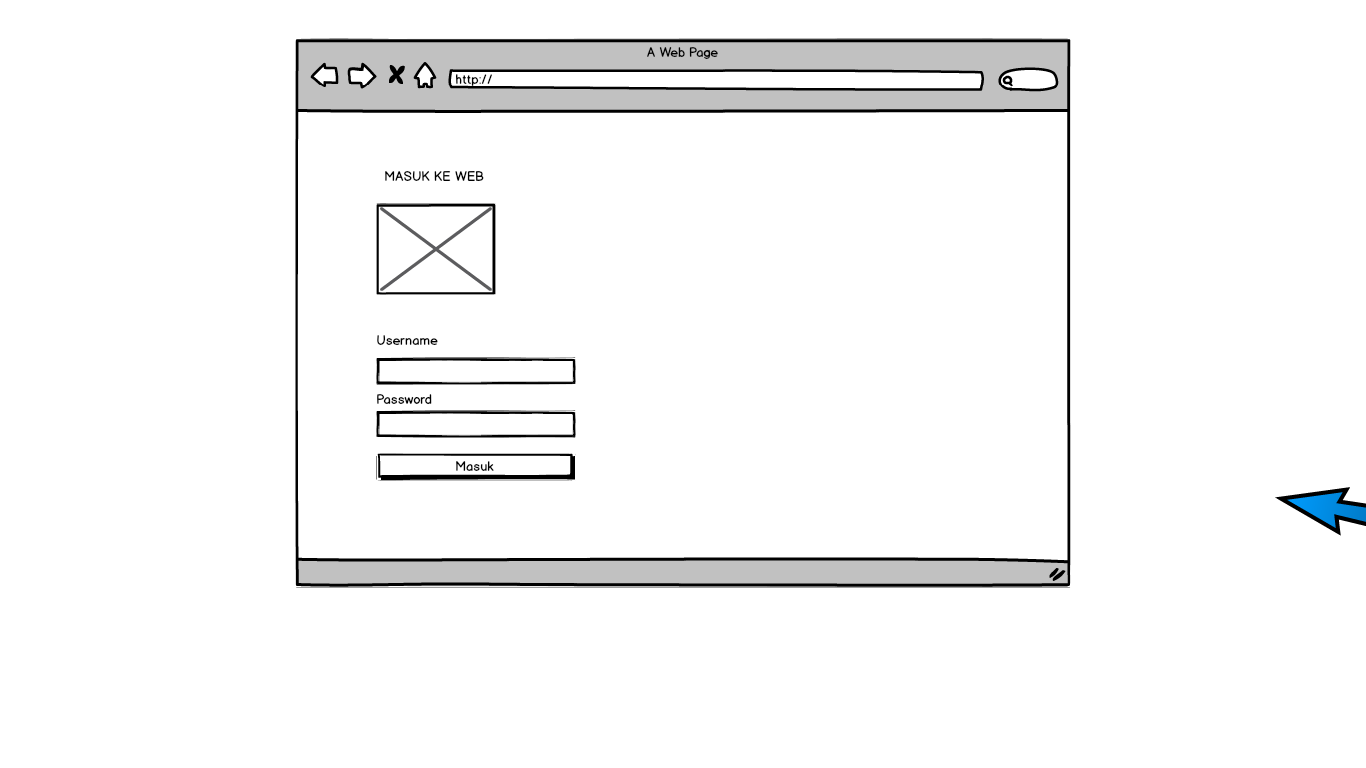 A Web Page
http://
MASUK KE WEB
Username
Password
Masuk